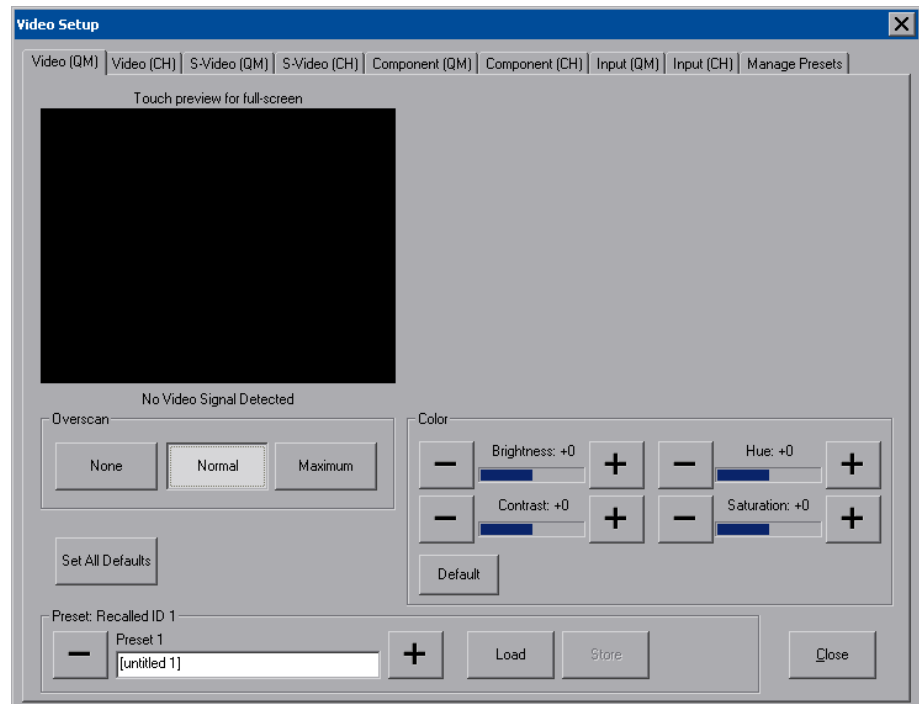 Video Setup
Video (QM) Video (CH) S-Video (QM) S-Video (CH) Component (QM) Component (CH) Input (QM) Input (CH) Manage Presets
Touch preview for full-screen
No Video Signal Detected
Overscan
None Normal Maximum
Color
Brightness: +0 Hue: +0
Contrast: +0 Saturation: +0
Default
Set All Defaults
Preset: Recalled ID 1
Preset 1
[untitled 1]
Load Store Close